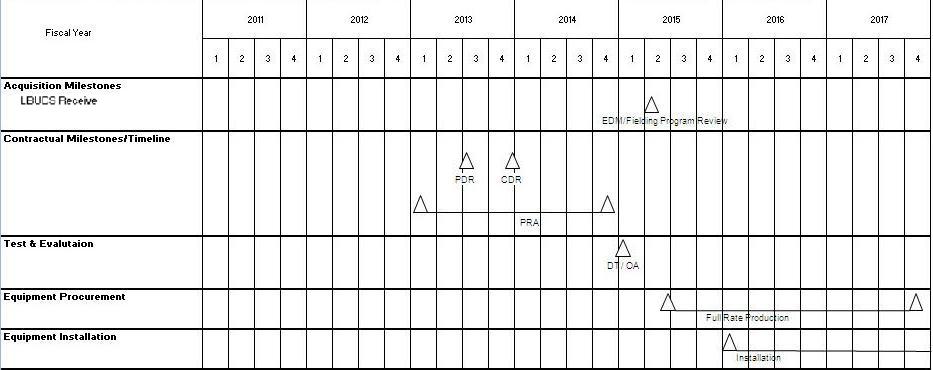 Fiscal Year 2011 2012 2013 2014 2015 2016 2017
1 2 3 4 1 2 3 4 1 2 3 4 1 2 3 4 1 2 3 4 1 2 3 4 1 2 3 4
Acquisition Milestones
LBUCS Receive
EDM/Fielding Program Review
Contractual Milestones/Timeline
PDR CDR
PRA
Test & Evalutaion
DT / OA
Equipment Procurement
Full Rate Production
Equipment Installation
Installation